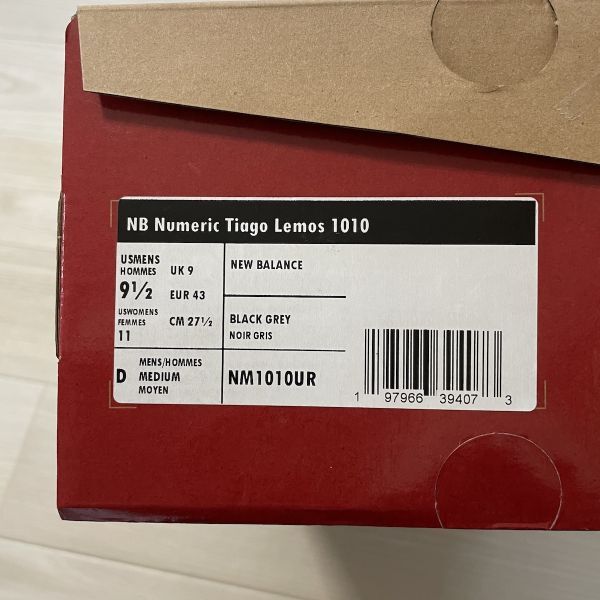 NB Numeric Tiago Lemos 1010
USMENS
HOMMES
9½
UK 9
EUR 43
USWOMENS
FEMMES
11
CM 27½
NEW BALANCE
BLACK GREY
NOIR GRIS
D
MENS/HOMMES
MEDIUM
MOYEN
NM1010UR
1 97966 39407 3